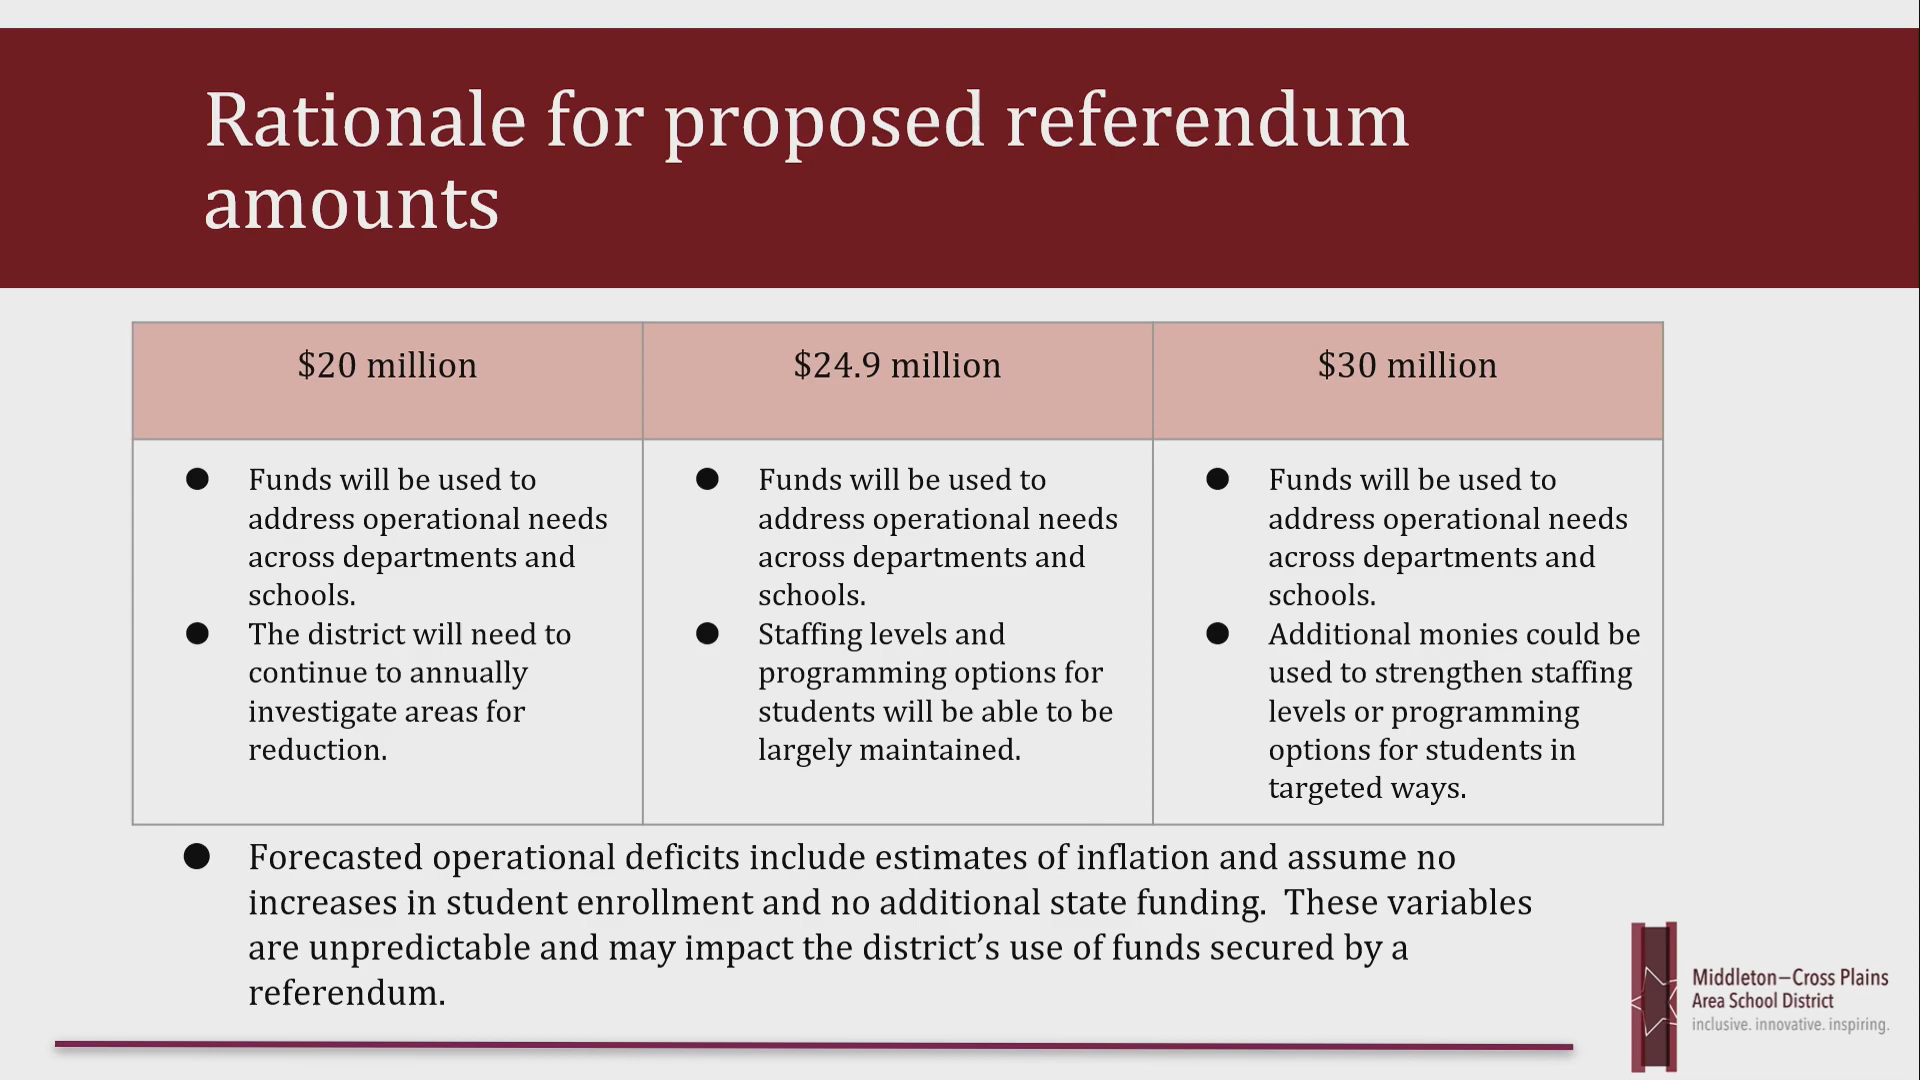 Rationale for proposed referendum
amounts
$20 million
$24.9 million
$30 million
● Funds will be used to
address operational needs
across departments and
schools.
● The district will need to
continue to annually
investigate areas for
reduction.
● Funds will be used to
address operational needs
across departments and
schools.
● Staffing levels and
programming options for
students will be able to be
largely maintained.
● Funds will be used to
address operational needs
across departments and
schools.
● Additional monies could be
used to strengthen staffing
levels or programming
options for students in
targeted ways.
● Forecasted operational deficits include estimates of inflation and assume no
increases in student enrollment and no additional state funding.  These variables
are unpredictable and may impact the district’s use of funds secured by a
referendum.
Middleton–Cross Plains
Area School District
inclusive. innovative. inspiring.